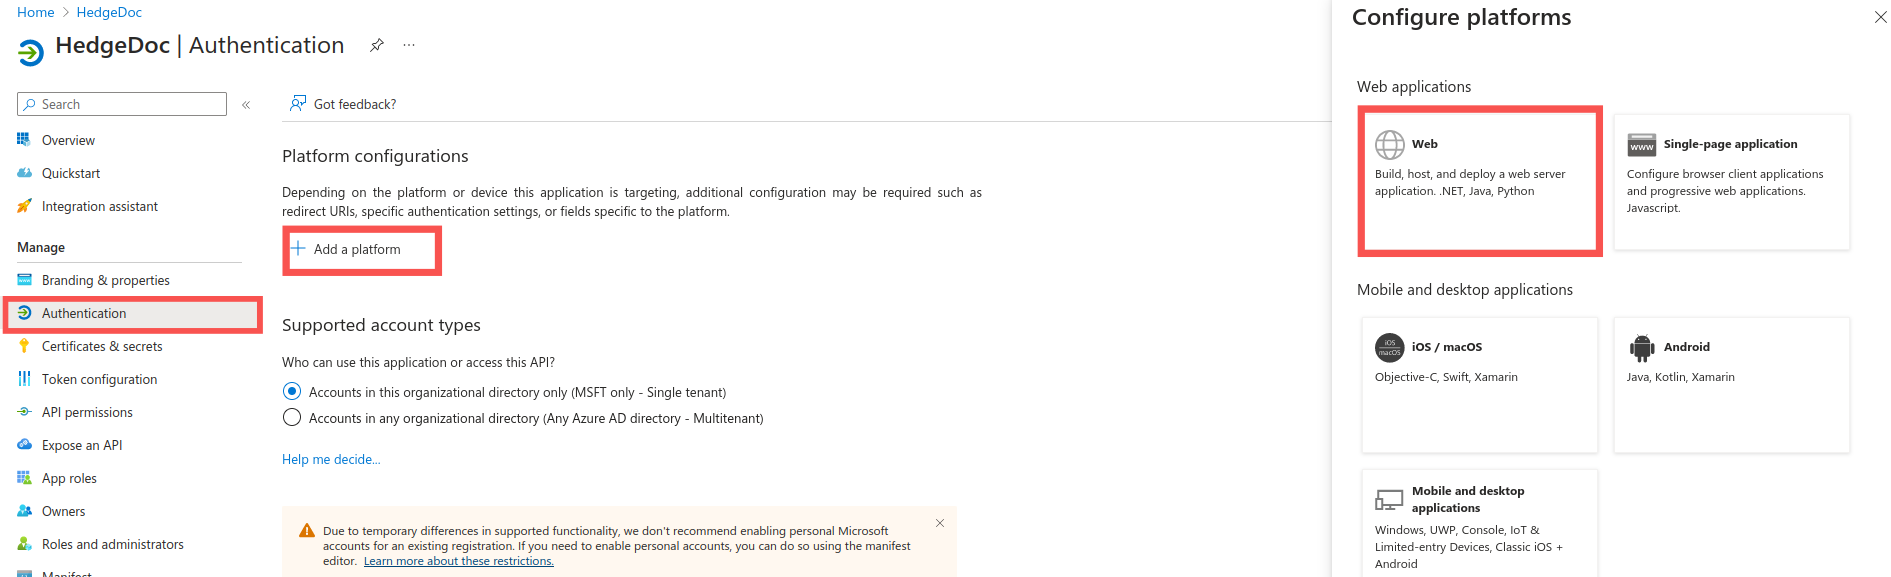 Home > HedgeDoc
HedgeDoc | Authentication
...
Search
«
Overview
Quickstart
Integration assistant
Manage
Branding & properties
Authentication
Certificates & secrets
Token configuration
API permissions
Expose an API
App roles
Owners
Roles and administrators
Manifest
Got feedback?
Platform configurations
Depending on the platform or device this application is targeting, additional configuration may be required such as
redirect URIs, specific authentication settings, or fields specific to the platform.
Add a platform
Supported account types
Who can use this application or access this API?
Accounts in this organizational directory only (MSFT only - Single tenant)
Accounts in any organizational directory (Any Azure AD directory - Multitenant)
Help me decide...
Due to temporary differences in supported functionality, we don't recommend enabling personal Microsoft
accounts for an existing registration. If you need to enable personal accounts, you can do so using the manifest
editor. Learn more about these restrictions.
Configure platforms
Web applications
Web
Build, host, and deploy a web server
application. .NET, Java, Python
www
Single-page application
Configure browser client applications
and progressive web applications.
Javascript.
Mobile and desktop applications
iOS
macOS
iOS / macOS
Objective-C, Swift, Xamarin
Android
Java, Kotlin, Xamarin
Mobile and desktop
applications
Windows, UWP, Console, IoT &
Limited-entry Devices, Classic iOS +
Android